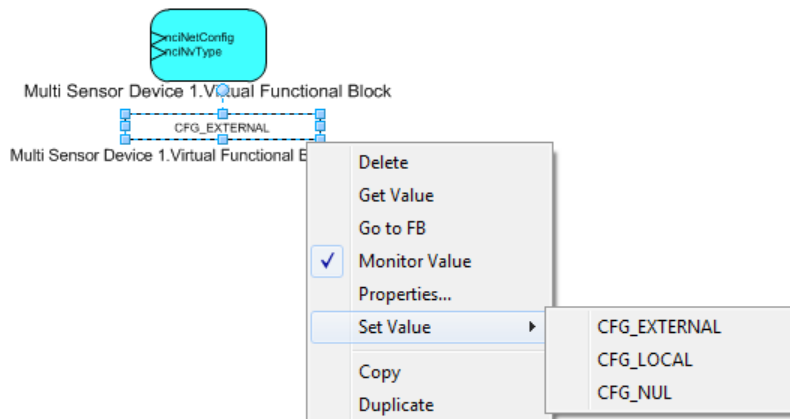 nciNetConfig
nciNvType
Multi Sensor Device 1.Virtual Functional Block
CFG_EXTERNAL
Multi Sensor Device 1.Virtual Functional
Delete
Get Value
Go to FB
Monitor Value
Properties...
Set Value
CFG_EXTERNAL
CFG_LOCAL
CFG_NUL
Copy
Duplicate